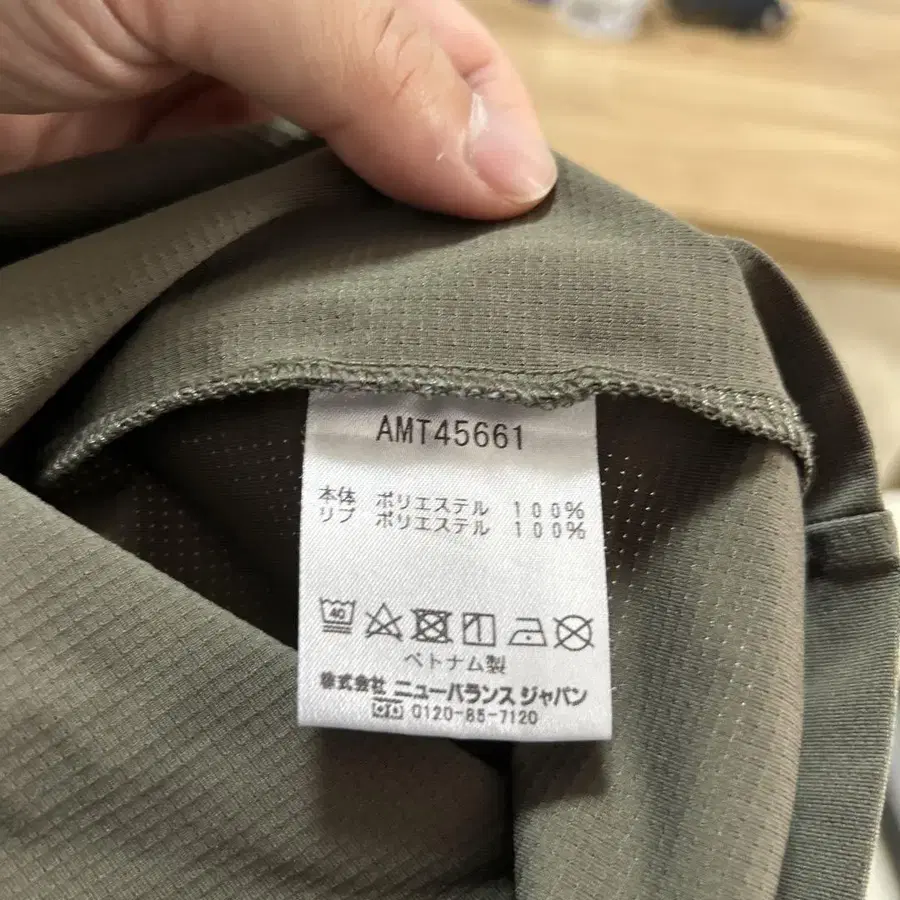 AMT45661
本体 ポリエステル 100%
リブ ポリエステル 100%
40
ベトナム製
株式会社 ニューバランス ジャパン
0120-85-7120